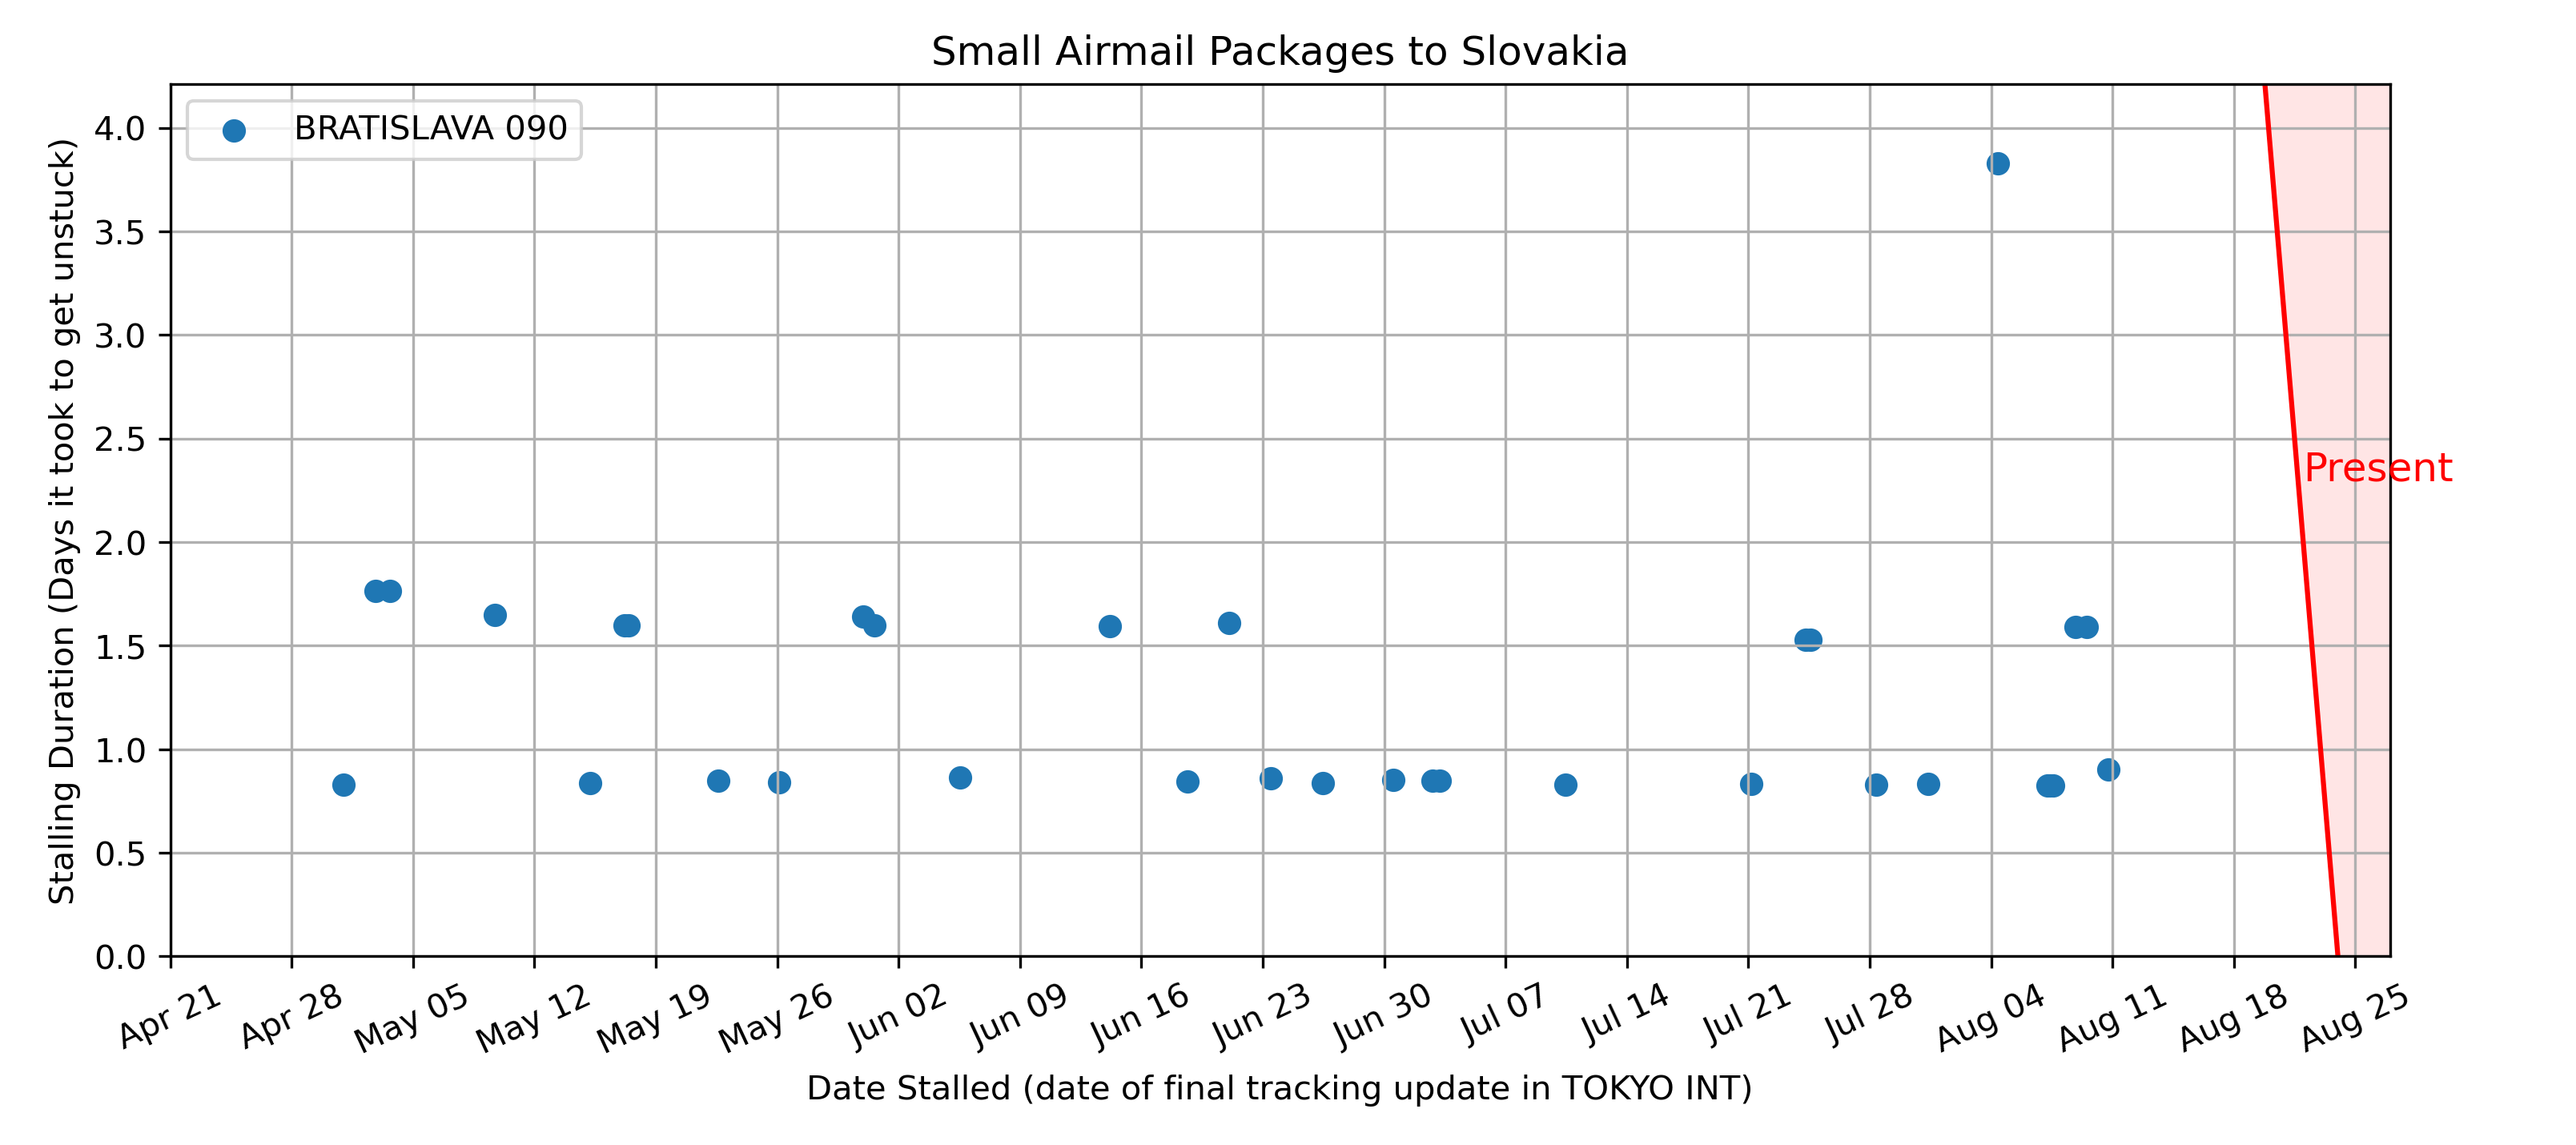 Small Airmail Packages to Slovakia
BRATISLAVA 090
Stalling Duration (Days it took to get unstuck)
4.0
3.5
3.0
2.5
2.0
1.5
1.0
0.5
0.0
Present
Apr 21
Apr 28
May 05
May 12
May 19
May 26
Jun 02
Jun 09
Jun 16
Jun 23
Jun 30
Jul 07
Jul 14
Jul 21
Jul 28
Aug 04
Aug 11
Aug 18
Aug 25
Date Stalled (date of final tracking update in TOKYO INT)